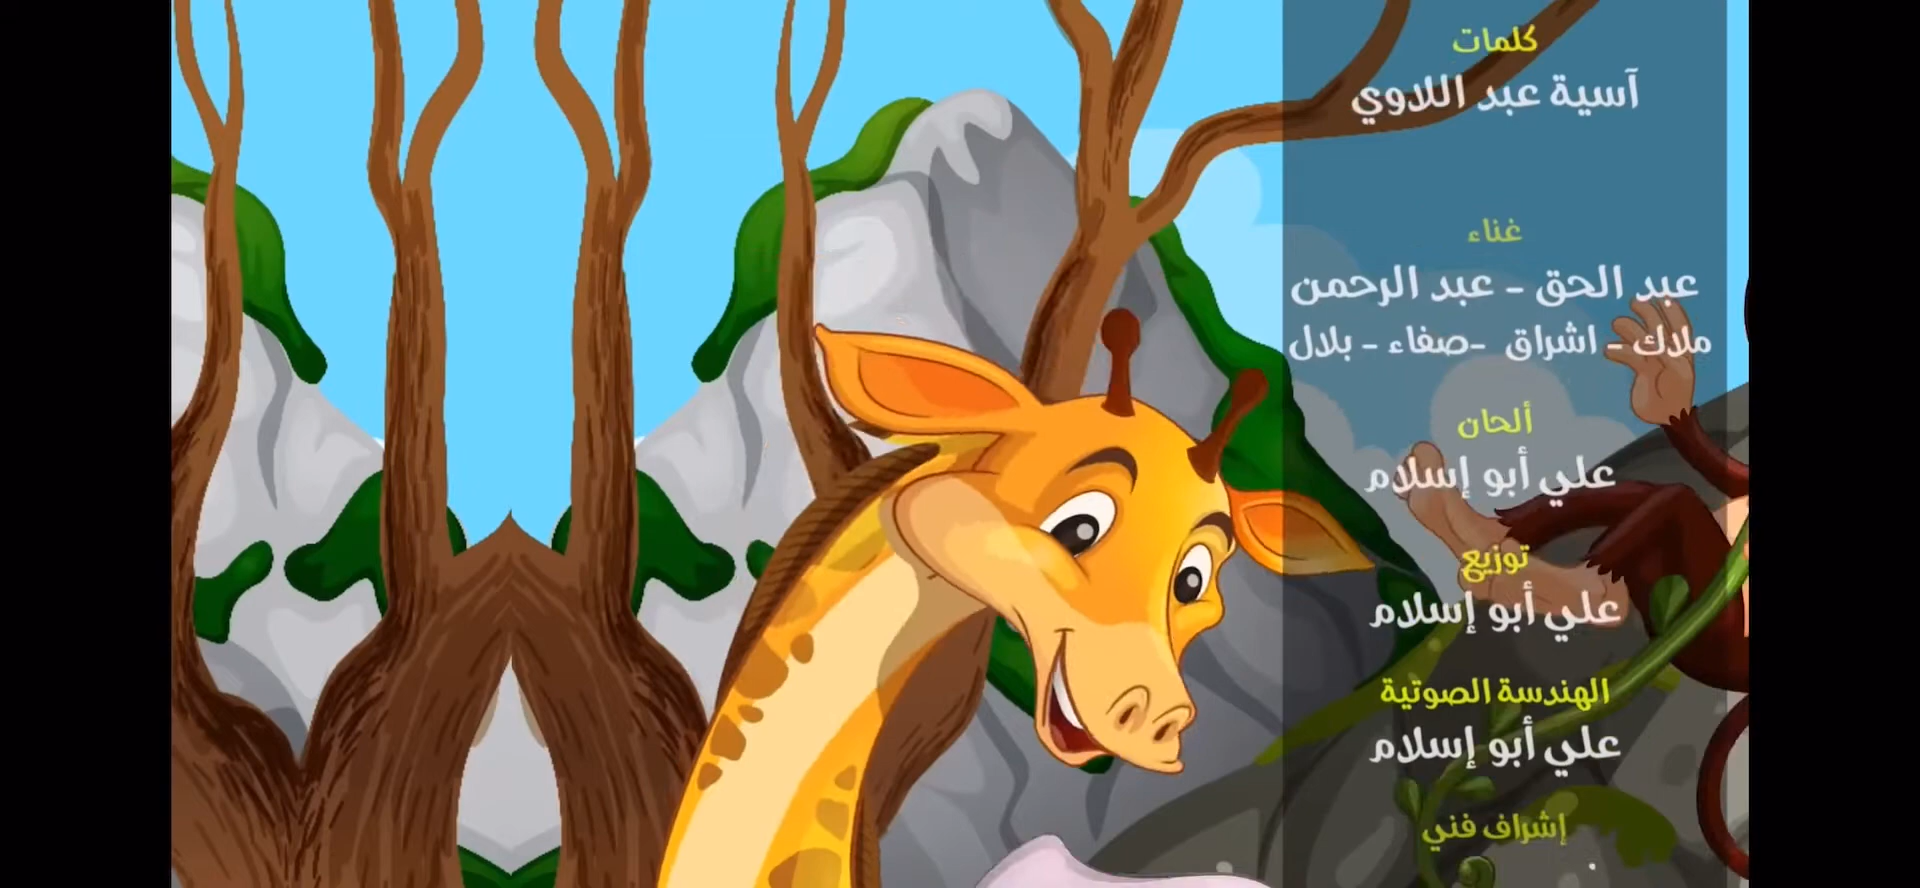 كلمات
آسية عبد اللاوي
غناء
عبد الحق - عبد الرحمن
ملاك - اشراق -صفاء - بلال
ألحان
علي أبو إسلام
توزيع
علي أبو إسلام
الهندسة الصوتية
علي أبو إسلام
إشراف فني